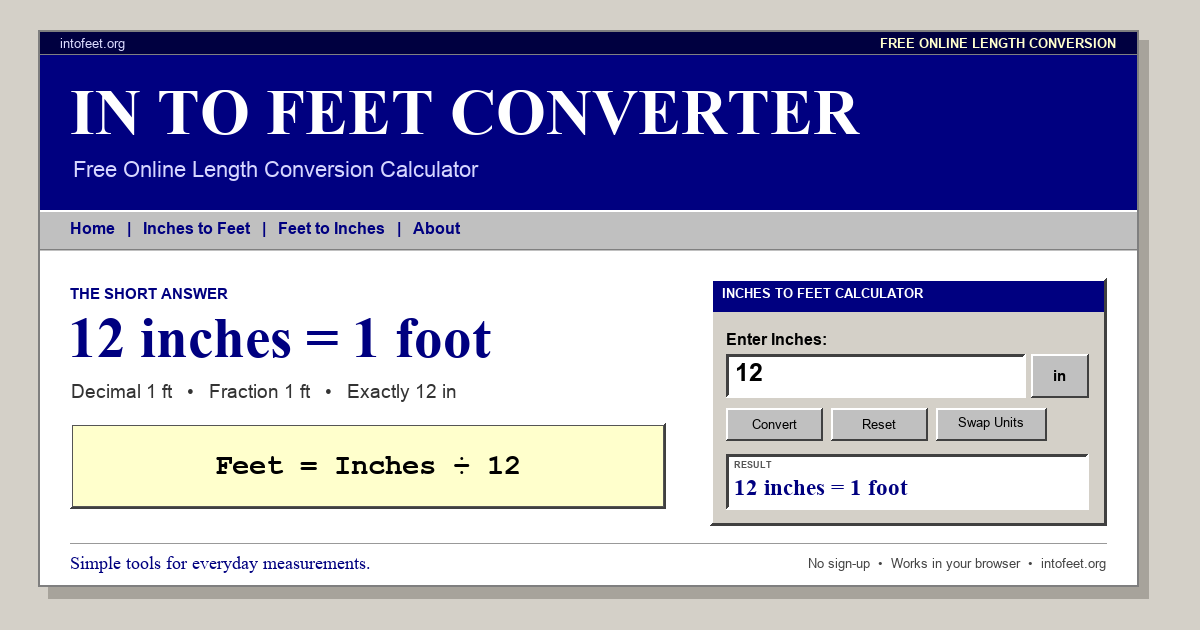 intofeet.org
FREE ONLINE LENGTH CONVERSION
IN TO FEET CONVERTER
Free Online Length Conversion Calculator
Home | Inches to Feet | Feet to Inches | About
THE SHORT ANSWER
12 inches = 1 foot
Decimal 1 ft • Fraction 1 ft • Exactly 12 in
Feet = Inches ÷ 12
INCHES TO FEET CALCULATOR
Enter Inches:
12 in
Convert Reset Swap Units
RESULT
12 inches = 1 foot
Simple tools for everyday measurements.
No sign-up • Works in your browser • intofeet.org